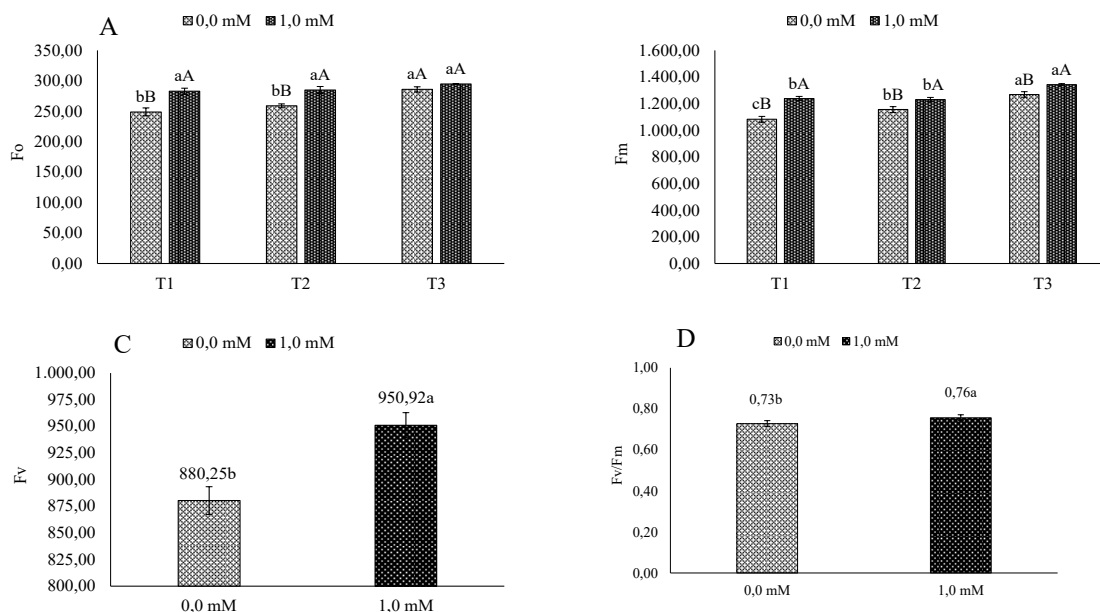 A
0,0 mM 1,0 mM
350,00
300,00
250,00
200,00
150,00
100,00
50,00
0,00
Fo
bB aA bB aA aA aA
T1 T2 T3
0,0 mM 1,0 mM
1.600,00
1.400,00
1.200,00
1.000,00
800,00
600,00
400,00
200,00
0,00
Fm
cB bA bB bA aB aA
T1 T2 T3
C
0,0 mM 1,0 mM
1.000,00
975,00
950,00
925,00
900,00
875,00
850,00
825,00
800,00
Fv
880,25b
950,92a
0,0 mM 1,0 mM
D
0,0 mM 1,0 mM
1,00
0,80
0,60
0,40
0,20
0,00
Fv/Fm
0,73b
0,76a
0,0 mM 1,0 mM